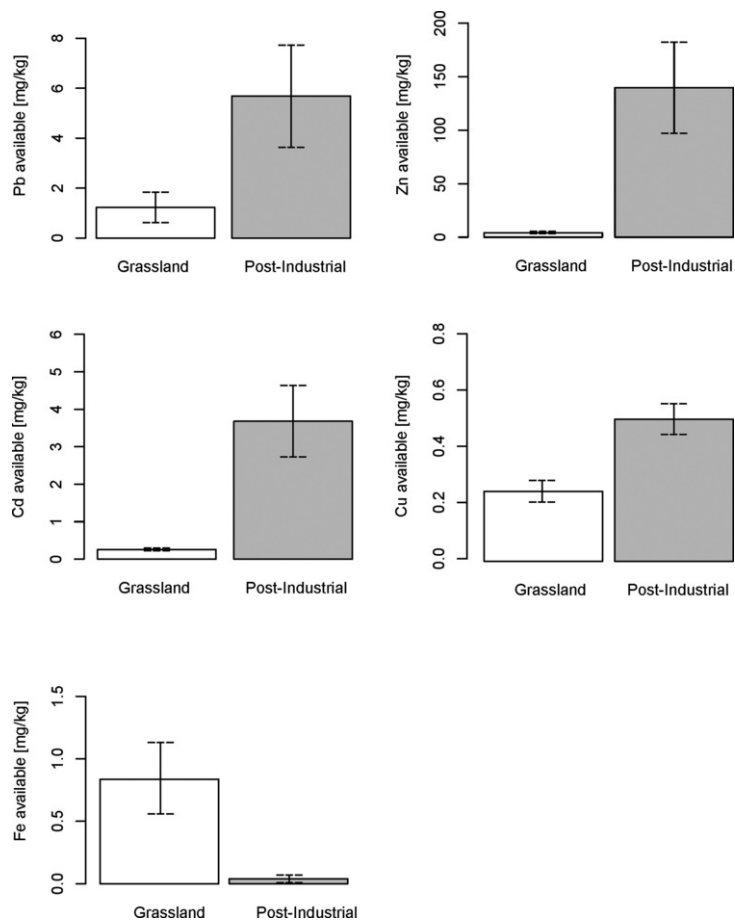 Pb available [mg/kg]
8
6
4
2
0
Grassland
Post-Industrial
Zn available [mg/kg]
200
150
100
50
0
Grassland
Post-Industrial
Cd available [mg/kg]
6
5
4
3
2
1
0
Grassland
Post-Industrial
Cu available [mg/kg]
0.8
0.6
0.4
0.2
0.0
Grassland
Post-Industrial
Fe available [mg/kg]
1.5
1.0
0.5
0.0
Grassland
Post-Industrial